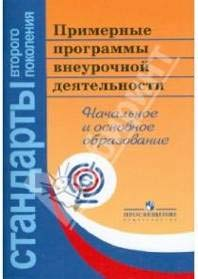 стандарты
второго поколения
Примерные
программы
внеурочной
деятельности
Начальное
и основное
образование
ПРОСВЕЩЕНИЕ